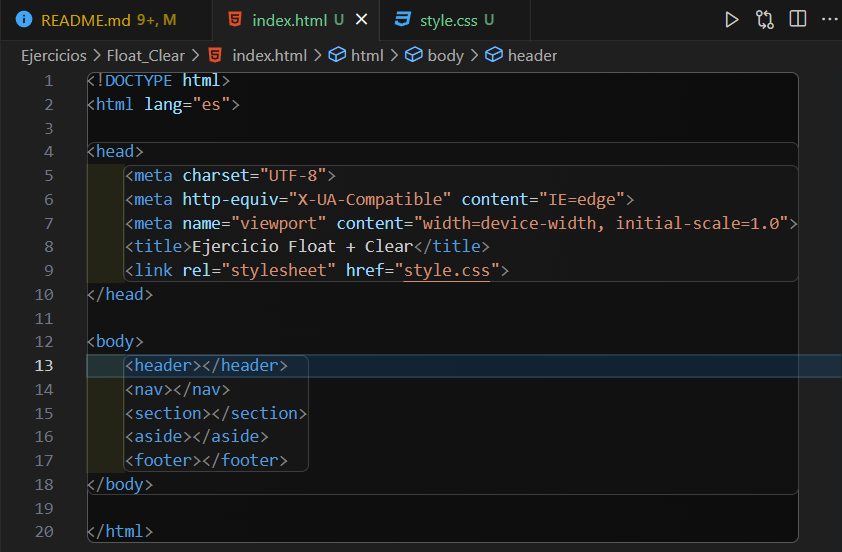 README.md 9+, M index.html U style.css U
Ejercicios > Float_Clear > index.html > html > body > header
1 <!DOCTYPE html>
2 <html lang="es">
3
4 <head>
5 <meta charset="UTF-8">
6 <meta http-equiv="X-UA-Compatible" content="IE=edge">
7 <meta name="viewport" content="width=device-width, initial-scale=1.0">
8 <title>Ejercicio Float + Clear</title>
9 <link rel="stylesheet" href="style.css">
10 </head>
11
12 <body>
13 <header></header>
14 <nav></nav>
15 <section></section>
16 <aside></aside>
17 <footer></footer>
18 </body>
19
20 </html>